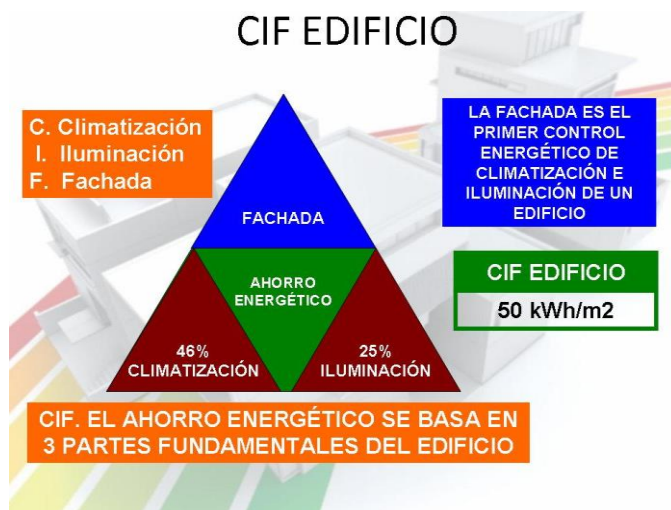 CIF EDIFICIO
C. Climatización
I. Iluminación
F. Fachada
LA FACHADA ES EL
PRIMER CONTROL
ENERGÉTICO DE
CLIMATIZACIÓN E
ILUMINACIÓN DE UN
EDIFICIO
FACHADA
AHORRO
ENERGÉTICO
CIF EDIFICIO
50 kWh/m2
46%
CLIMATIZACIÓN
25%
ILUMINACIÓN
CIF. EL AHORRO ENERGÉTICO SE BASA EN
3 PARTES FUNDAMENTALES DEL EDIFICIO